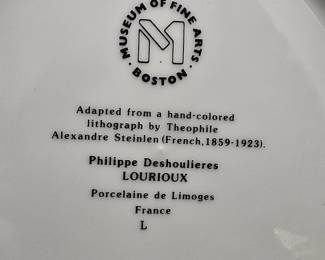 MUSEUM OF FINE ARTS
· BOSTON ·
M
Adapted from a hand-colored
lithograph by Theophile
Alexandre Steinlen (French, 1859-1923).
Philippe Deshoulieres
LOURIOUX
Porcelaine de Limoges
France
L